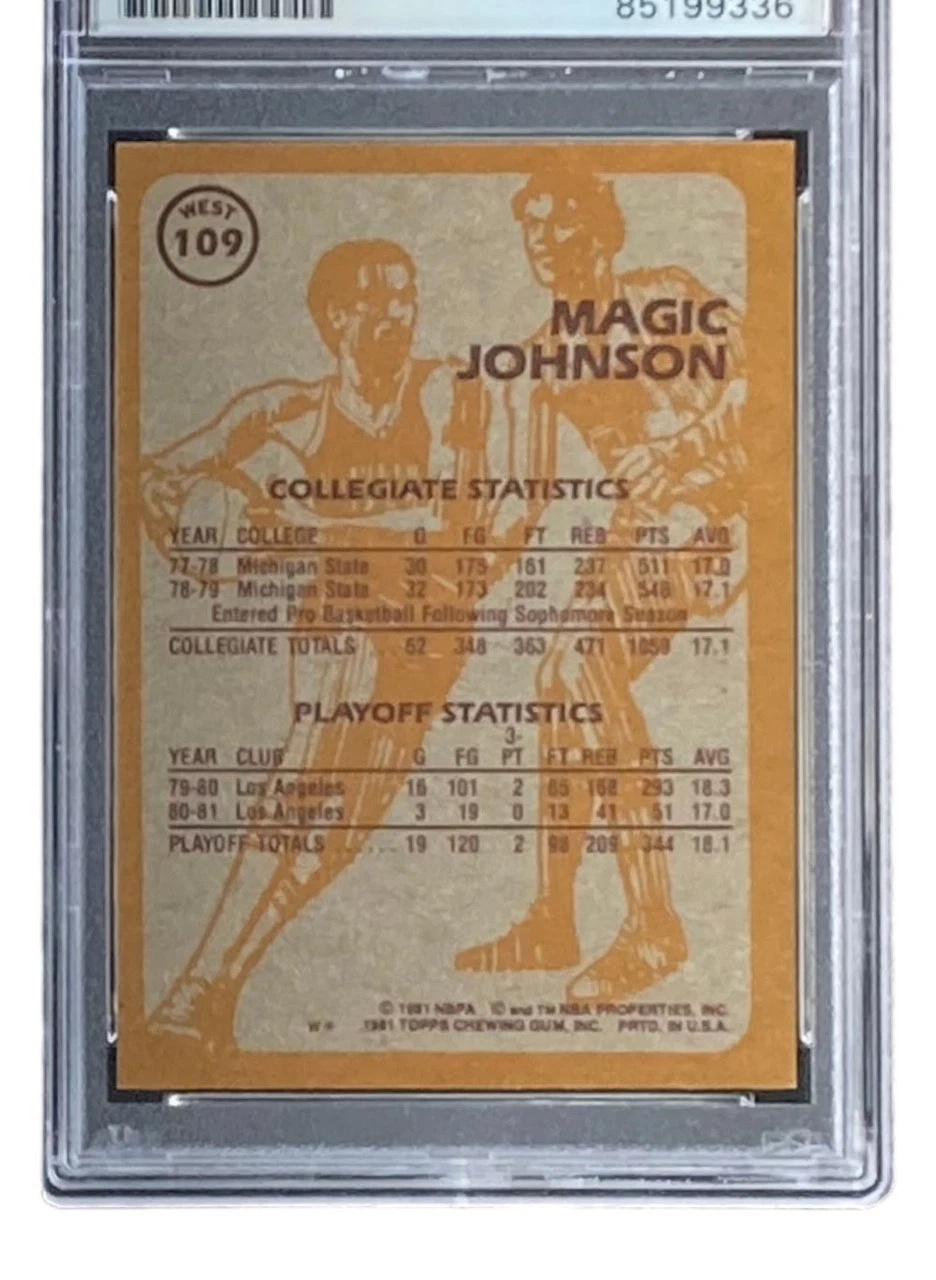 85199336
WEST
109
MAGIC
JOHNSON
COLLEGIATE STATISTICS
YEAR COLLEGE G FG FT REB PTS AVG
77-78 Michigan State 30 175 161 237 511 17.0
78-79 Michigan State 32 173 202 234 548 17.1
Entered Pro Basketball Following Sophomore Season
COLLEGIATE TOTALS .. 62 348 363 471 1059 17.1
PLAYOFF STATISTICS
3-
YEAR CLUB G FG PT FT REB PTS AVG
79-80 Los Angeles 16 101 2 85 168 293 18.3
80-81 Los Angeles 3 19 0 13 41 51 17.0
PLAYOFF TOTALS ...... 19 120 2 98 209 344 18.1
© 1981 NBPA © and TM NBA PROPERTIES, INC.
W* 1981 TOPPS CHEWING GUM, INC. PRTD. IN U.S.A.